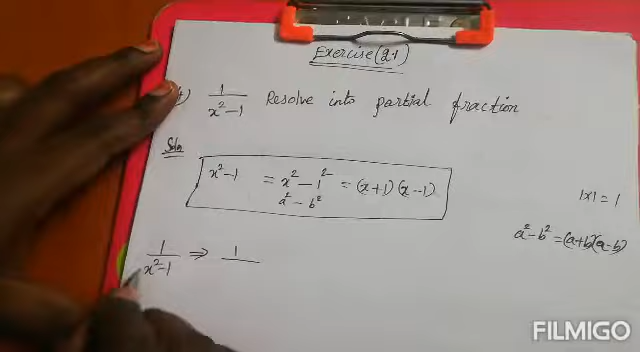 Exercise (2.1)
1) 1/(x²-1) Resolve into partial fraction
Soln
x²-1 = x² - 1² = (x+1) (x-1)
a² - b²
1×1 = 1
a²-b² = (a+b)(a-b)
1/(x²-1) ⇒ 1/
FILMIGO